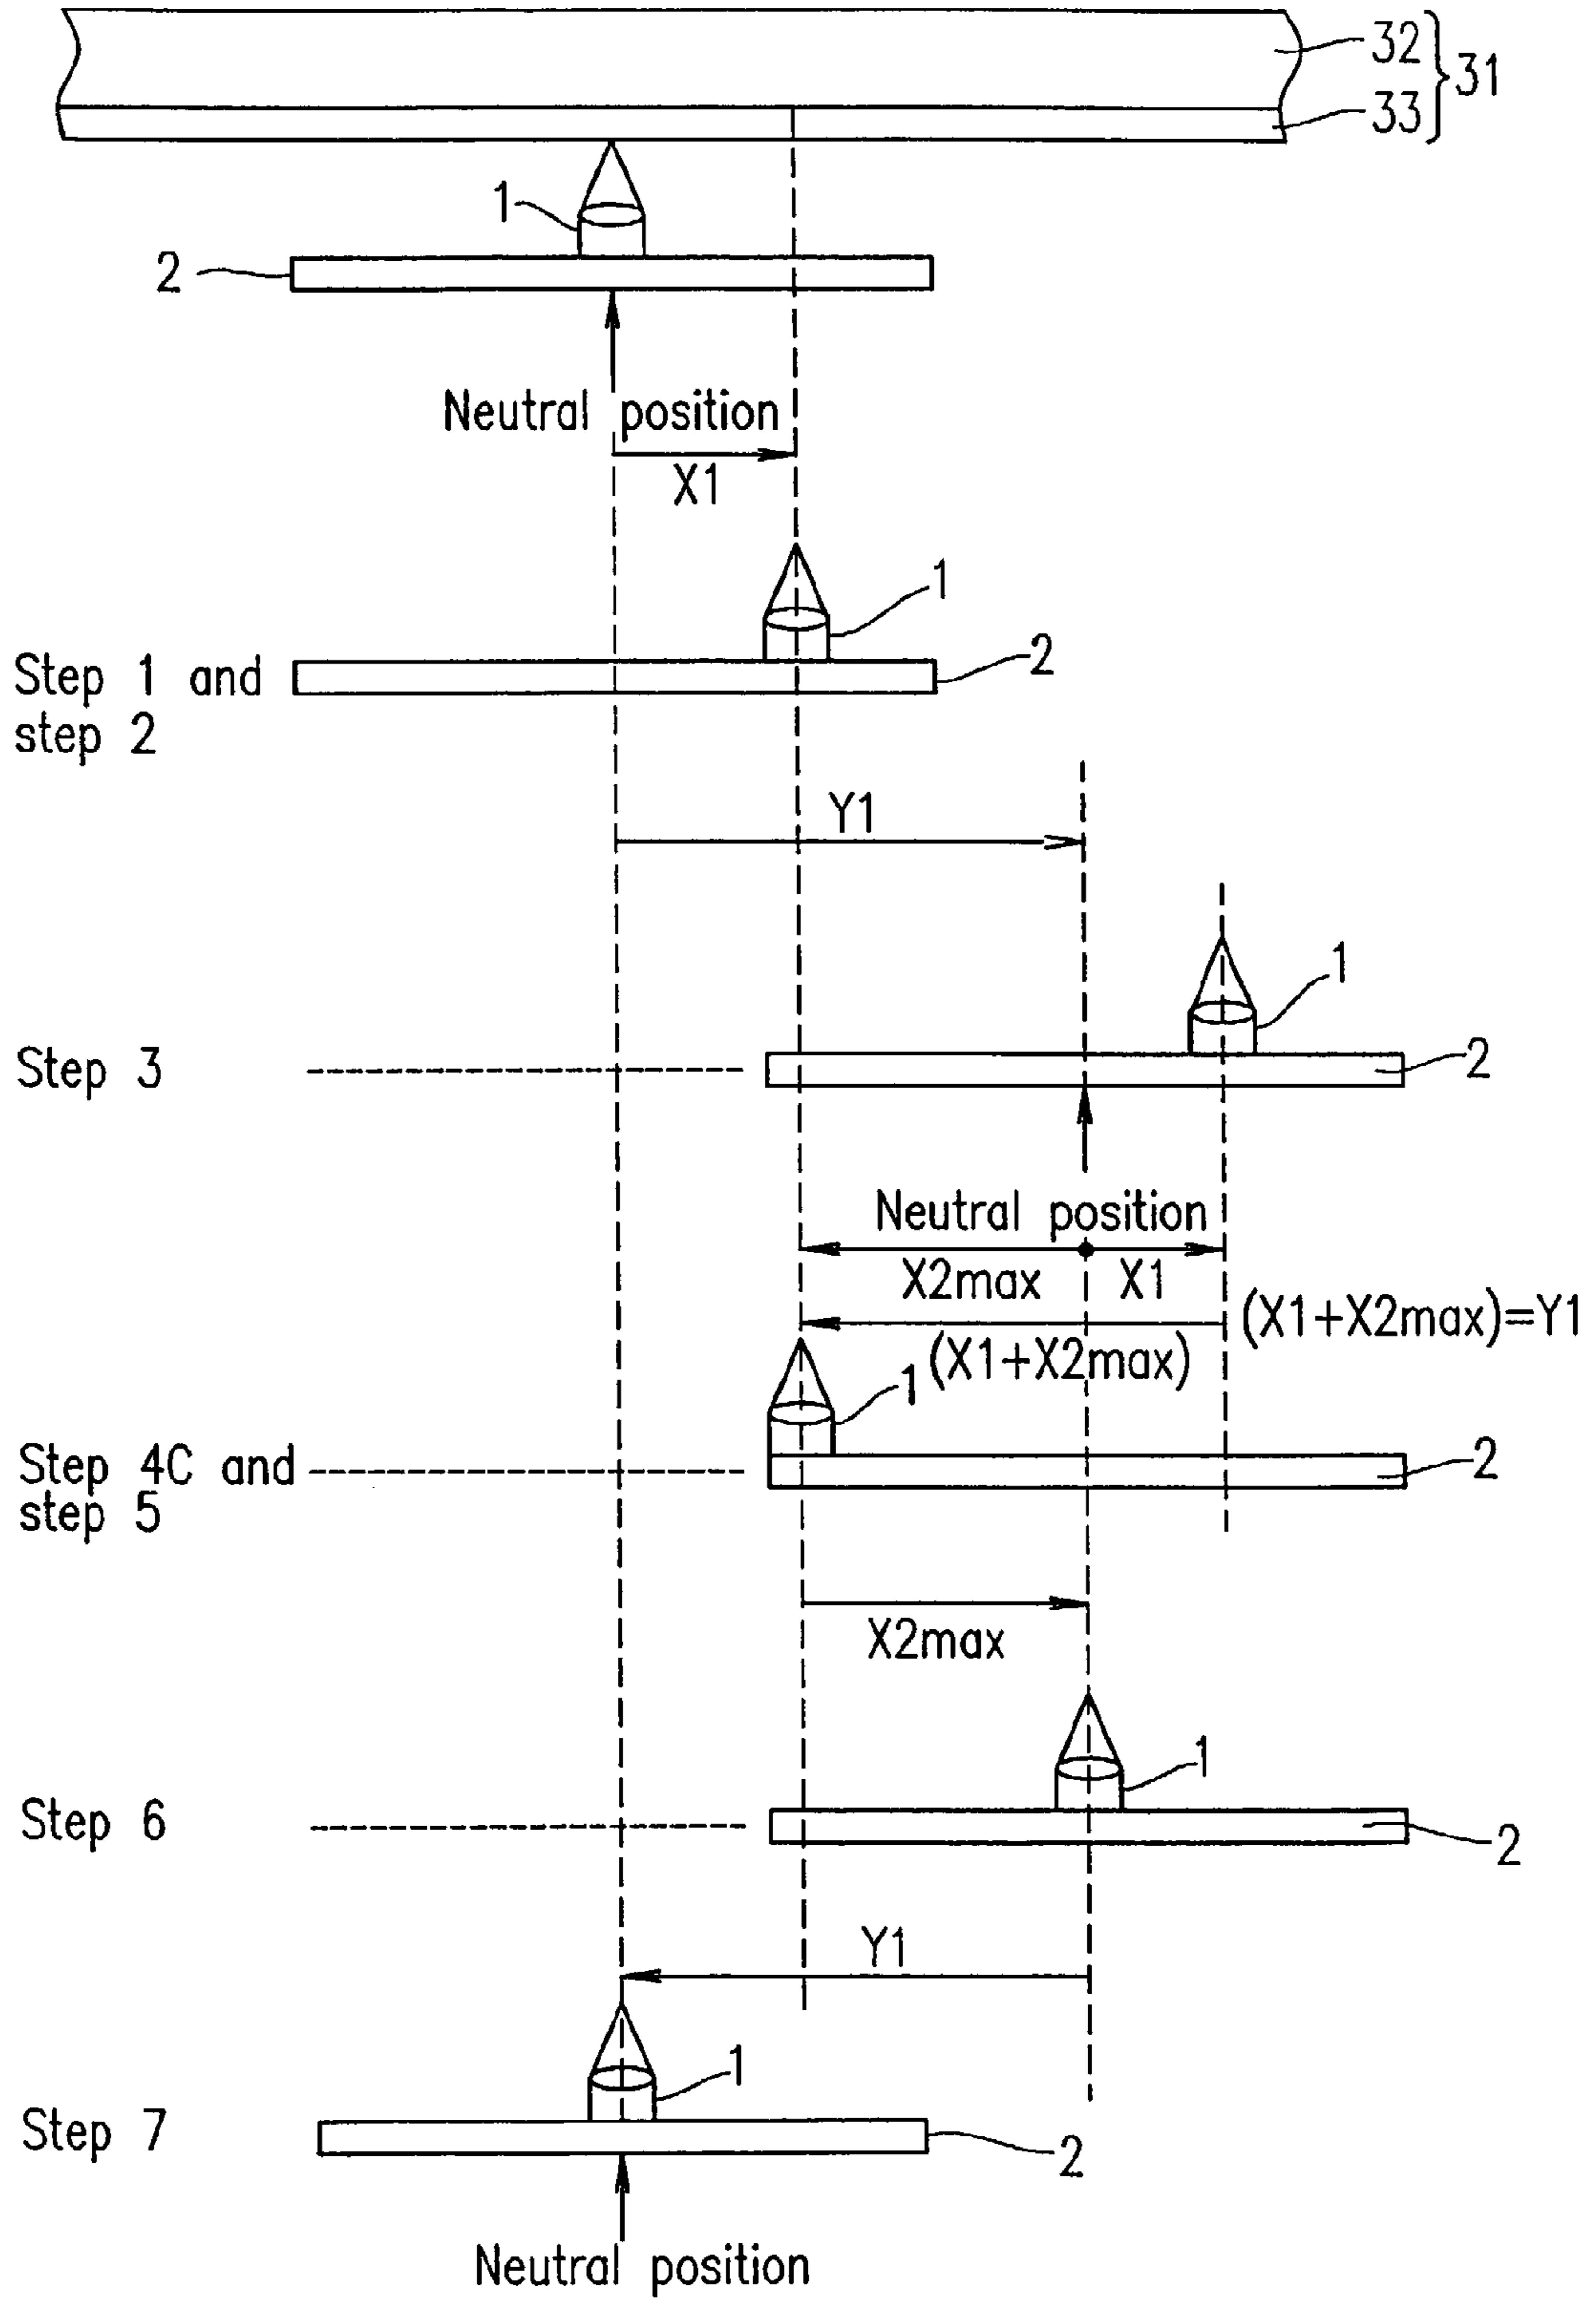 32
31
33
1
2
Neutral position
X1
1
2
Step 1 and
step 2
Y1
1
Step 3
2
Neutral position
X2max
X1
(X1+X2max)=Y1
(X1+X2max)
1
Step 4C and
step 5
2
X2max
1
Step 6
2
Y1
1
Step 7
2
Neutral position